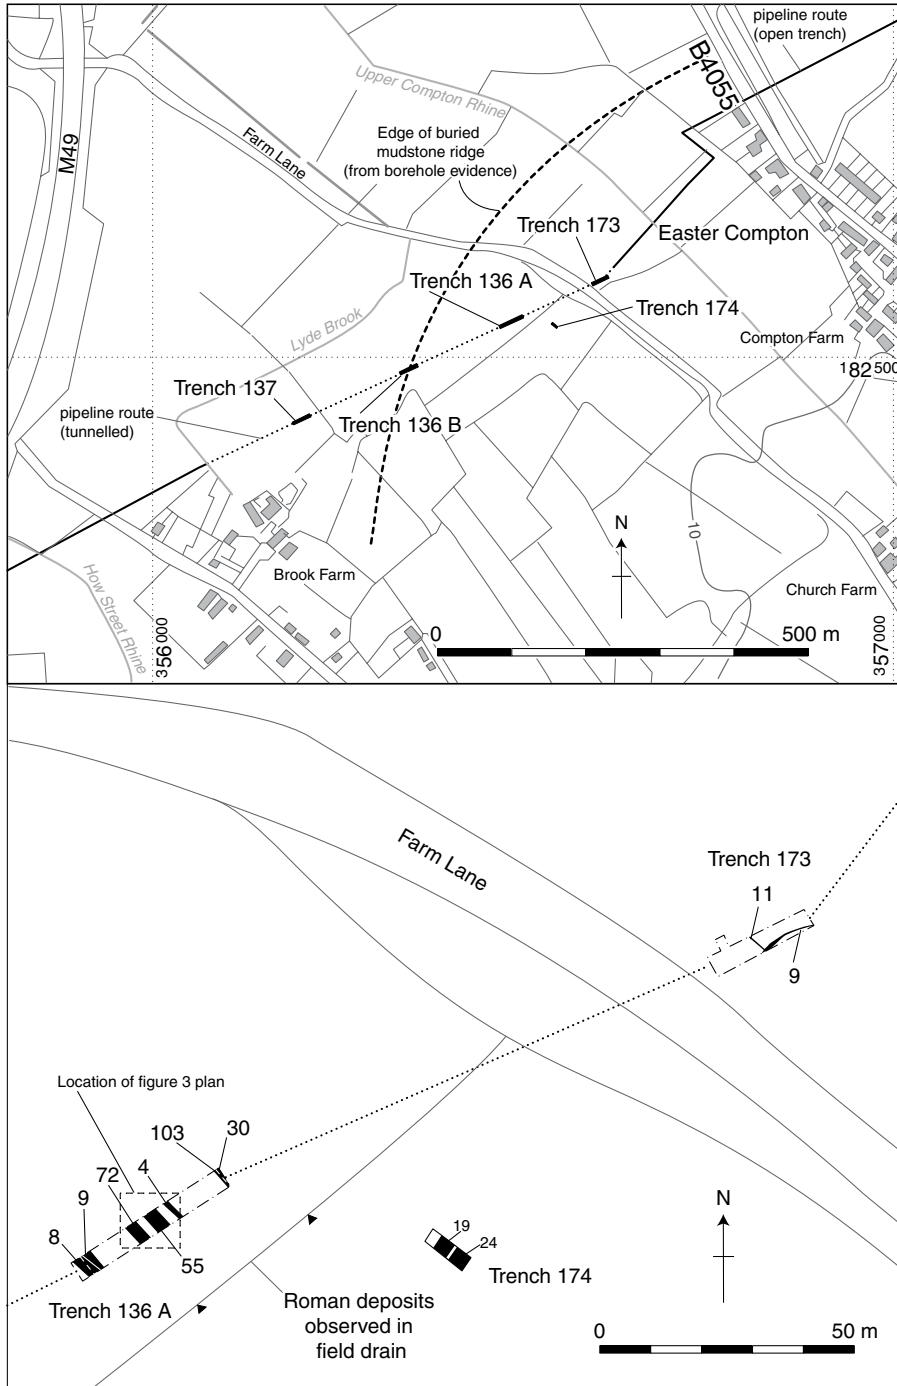 pipeline route
(open trench)
B4055
Upper Compton Rhine
M49
Farm Lane
Edge of buried
mudstone ridge
(from borehole evidence)
Trench 173
Easter Compton
Trench 136 A
Trench 174
Lyde Brook
Compton Farm
182500
Trench 137
pipeline route
(tunnelled)
Trench 136 B
10
N
Brook Farm
Church Farm
How Street Rhine
356000
0
500 m
357000
Farm Lane
Trench 173
11
9
Location of figure 3 plan
103
30
4
72
9
8
55
Trench 136 A
19
24
Trench 174
N
Roman deposits
observed in
field drain
0
50 m